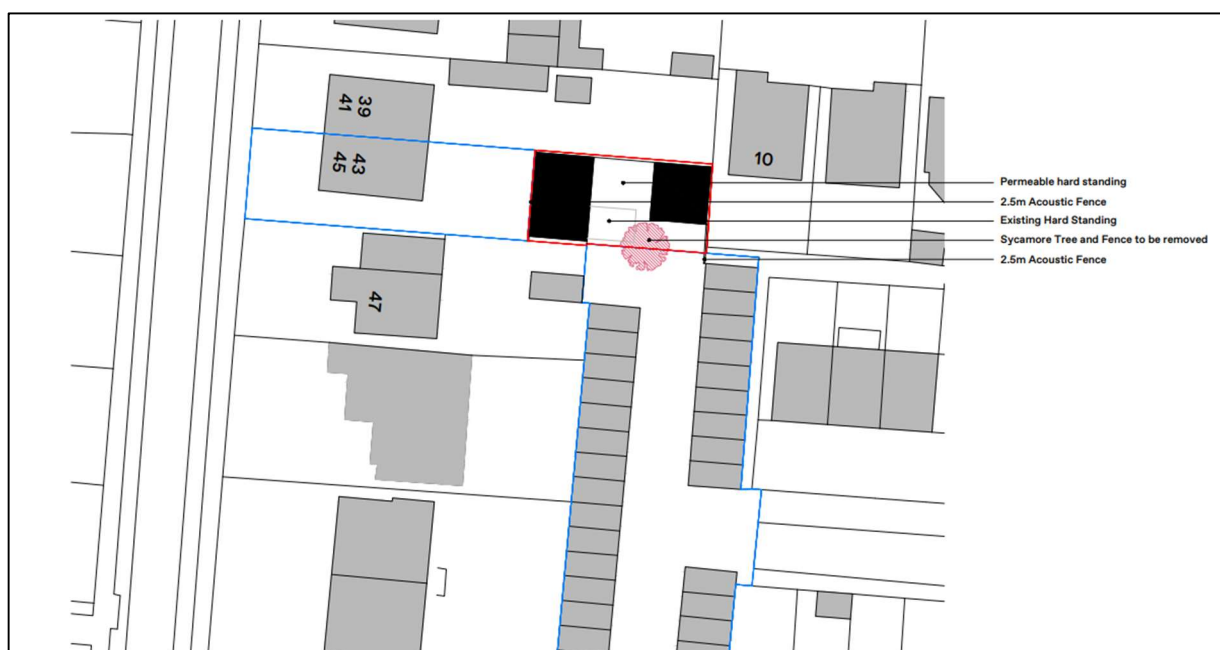 39
41
43
45
10
47
Permeable hard standing
2.5m Acoustic Fence
Existing Hard Standing
Sycamore Tree and Fence to be removed
2.5m Acoustic Fence